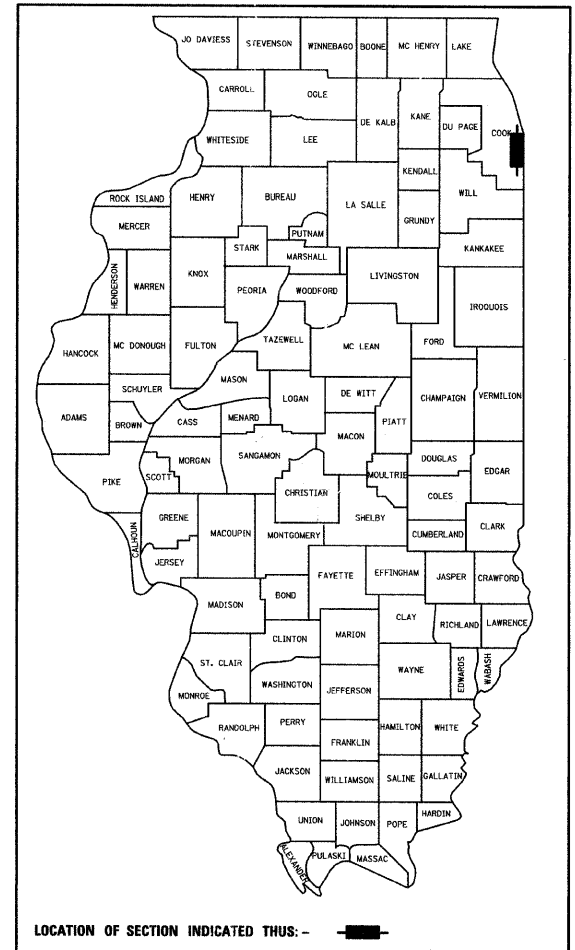 JO DAVIESS STEVENSON WINNEBAGO BOONE MC HENRY LAKE
CARROLL OGLE DE KALB KANE DU PAGE COOK
WHITESIDE LEE
KENDALL WILL
ROCK ISLAND HENRY BUREAU LA SALLE GRUNDY
MERCER PUTNAM
STARK MARSHALL KANKAKEE
HENDERSON WARREN KNOX PEORIA WOODFORD LIVINGSTON
IROQUOIS
HANCOCK MC DONOUGH FULTON TAZEWELL MC LEAN FORD
MASON
SCHUYLER LOGAN DE WITT CHAMPAIGN VERMILION
ADAMS BROWN CASS MENARD MACON PIATT
MORGAN SANGAMON DOUGLAS EDGAR
PIKE SCOTT CHRISTIAN MOULTRIE COLES
GREENE MACOUPIN SHELBY CLARK
CALHOUN MONTGOMERY CUMBERLAND
JERSEY FAYETTE EFFINGHAM JASPER CRAWFORD
MADISON BOND
CLAY RICHLAND LAWRENCE
CLINTON MARION
ST. CLAIR WAYNE EDWARDS WABASH
WASHINGTON JEFFERSON
MONROE
RANDOLPH PERRY HAMILTON WHITE
FRANKLIN
JACKSON WILLIAMSON SALINE GALLATIN
HARDIN
UNION JOHNSON POPE
ALEXANDER PULASKI MASSAC
LOCATION OF SECTION INDICATED THUS: -